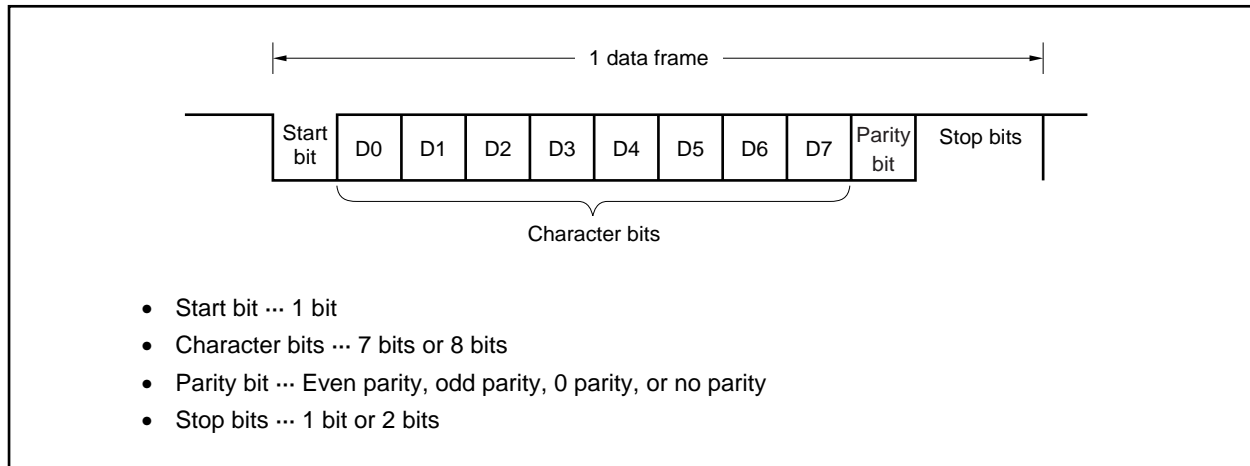 1 data frame
Start bit D0 D1 D2 D3 D4 D5 D6 D7 Parity bit Stop bits
Character bits
• Start bit ··· 1 bit
• Character bits ··· 7 bits or 8 bits
• Parity bit ··· Even parity, odd parity, 0 parity, or no parity
• Stop bits ··· 1 bit or 2 bits